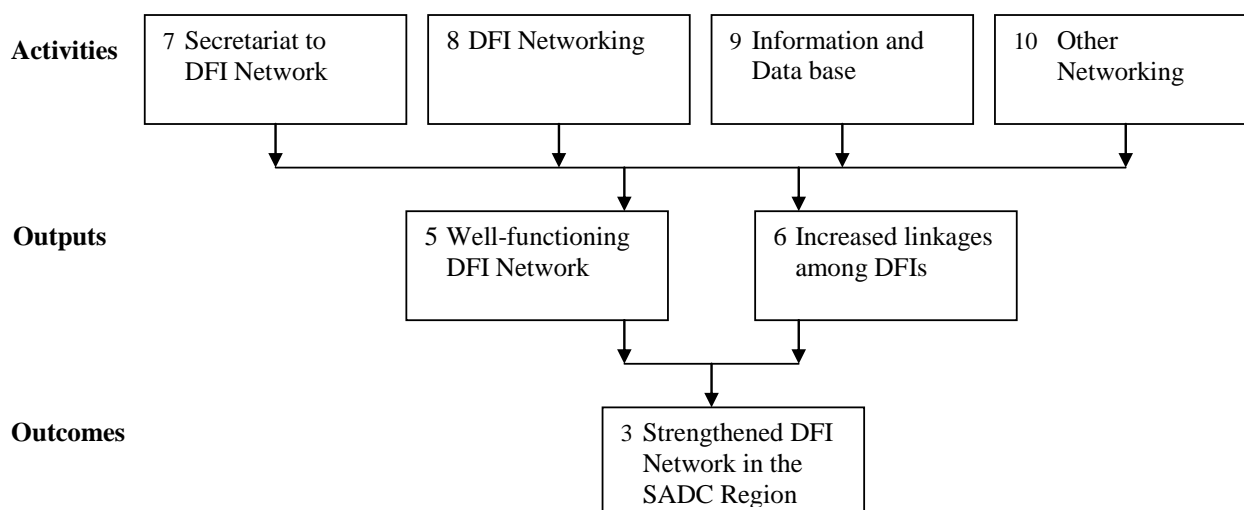 Activities
7 Secretariat to
DFI Network
8 DFI Networking
9 Information and
Data base
10 Other
Networking
Outputs
5 Well-functioning
DFI Network
6 Increased linkages
among DFIs
Outcomes
3 Strengthened DFI
Network in the
SADC Region